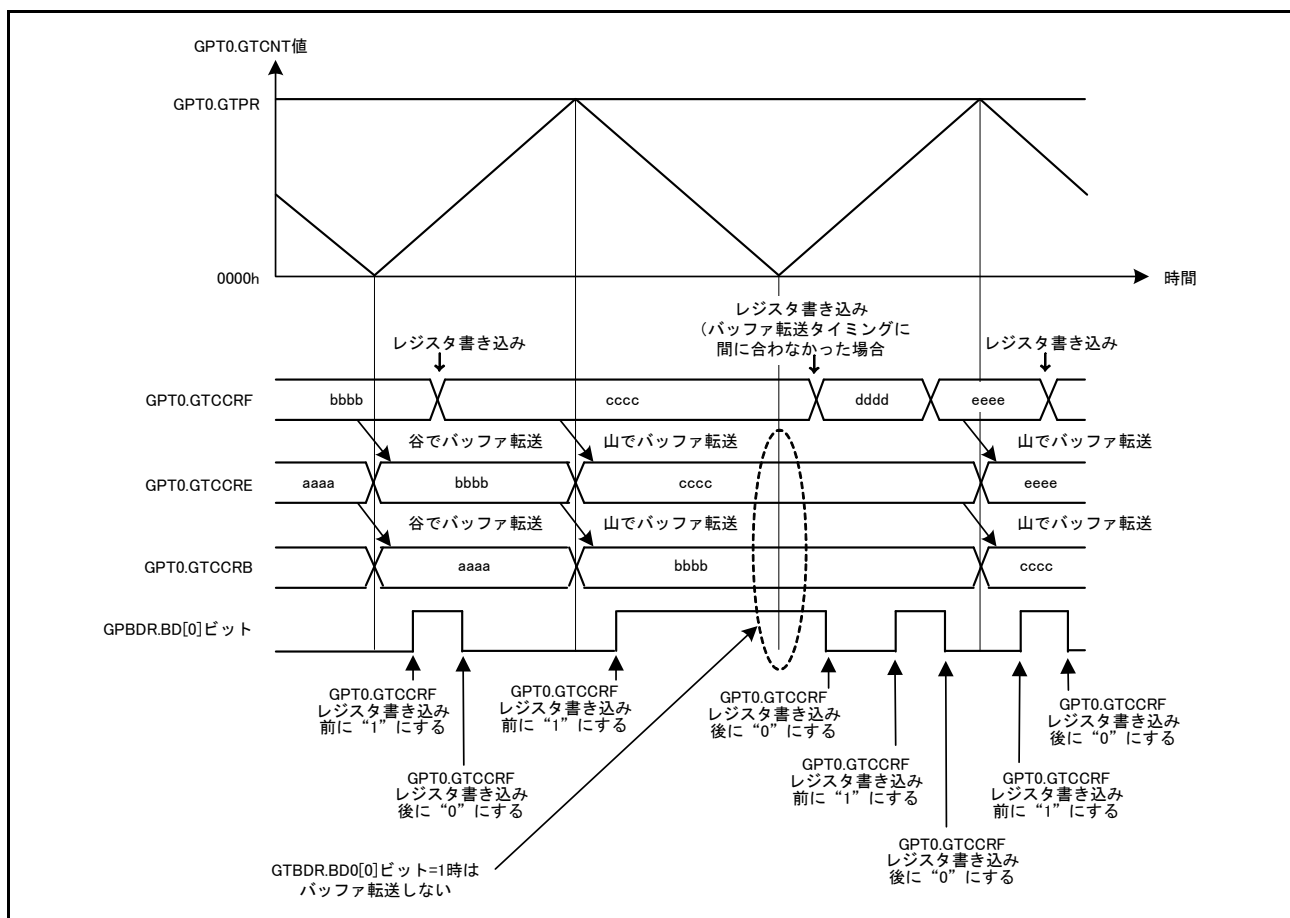 GPT0.GTCNT値
GPT0.GTPR
0000h
時間
レジスタ書き込み
レジスタ書き込み
(バッファ転送タイミングに
間に合わなかった場合
レジスタ書き込み
GPT0.GTCCRF
bbbb
cccc
dddd
eeee
谷でバッファ転送
山でバッファ転送
山でバッファ転送
GPT0.GTCCRE
aaaa
bbbb
cccc
eeee
谷でバッファ転送
山でバッファ転送
山でバッファ転送
GPT0.GTCCRB
aaaa
bbbb
cccc
GPBDR.BD[0]ビット
GPT0.GTCCRF
レジスタ書き込み
前に“1”にする
GPT0.GTCCRF
レジスタ書き込み
後に“0”にする
GPT0.GTCCRF
レジスタ書き込み
前に“1”にする
GPT0.GTCCRF
レジスタ書き込み
後に“0”にする
GPT0.GTCCRF
レジスタ書き込み
前に“1”にする
GPT0.GTCCRF
レジスタ書き込み
後に“0”にする
GPT0.GTCCRF
レジスタ書き込み
前に“1”にする
GPT0.GTCCRF
レジスタ書き込み
後に“0”にする
GTBDR.BD0[0]ビット=1時は
バッファ転送しない